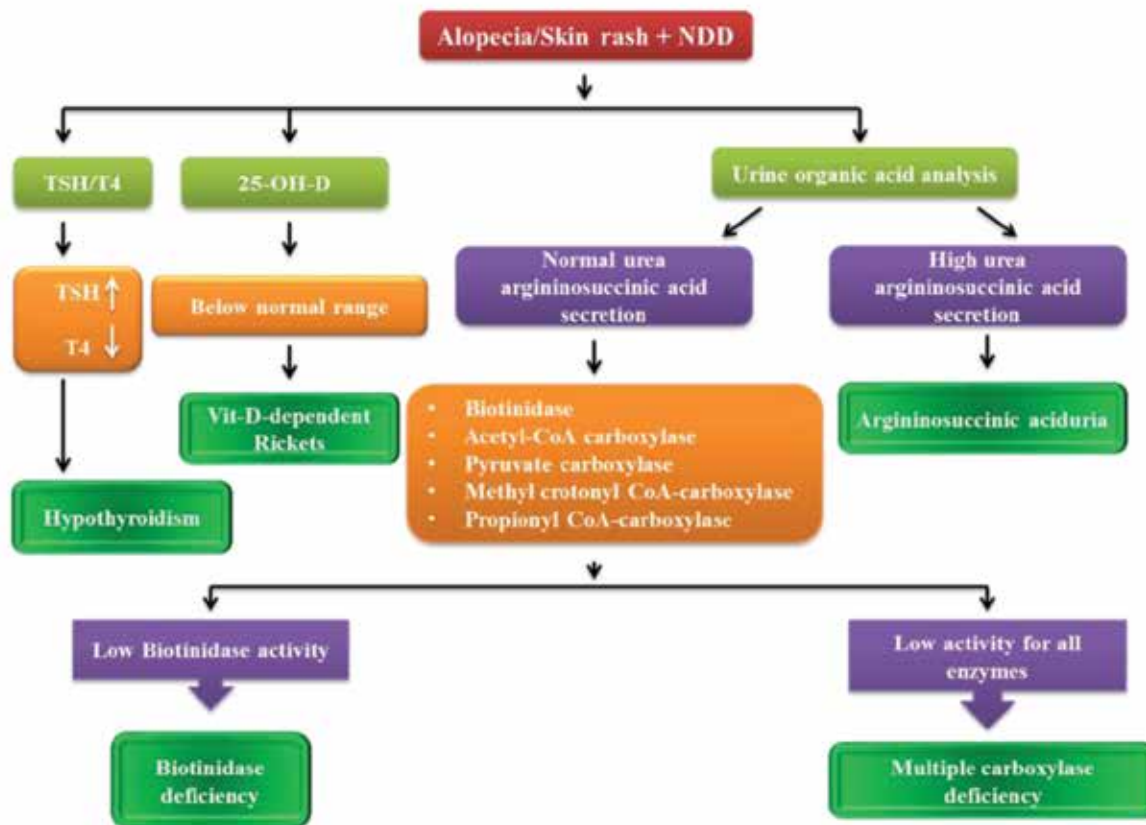 Alopecia/Skin rash + NDD
TSH/T4
25-OH-D
Urine organic acid analysis
TSH ↑
T4 ↓
Below normal range
Normal urea
argininosuccinic acid
secretion
High urea
argininosuccinic acid
secretion
Hypothyroidism
Vit-D-dependent
Rickets
• Biotinidase
• Acetyl-CoA carboxylase
• Pyruvate carboxylase
• Methyl crotonyl CoA-carboxylase
• Propionyl CoA-carboxylase
Argininosuccinic aciduria
Low Biotinidase activity
Low activity for all
enzymes
Biotinidase
deficiency
Multiple carboxylase
deficiency